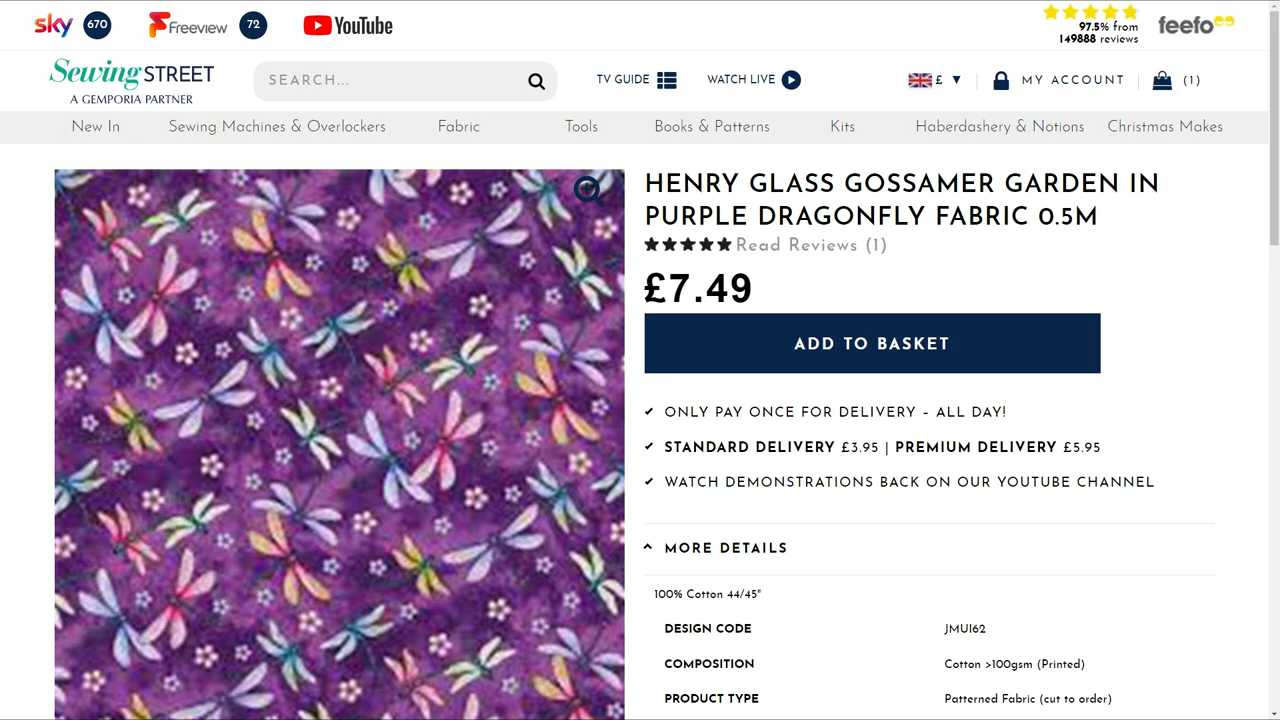 sky 670 Freeview 72 YouTube
97.5% from
149888 reviews
feefo
Sewing STREET
A GEMPORIA PARTNER
SEARCH...
TV GUIDE
WATCH LIVE
£ ▼
MY ACCOUNT
(1)
New In Sewing Machines & Overlockers Fabric Tools Books & Patterns Kits Haberdashery & Notions Christmas Makes
HENRY GLASS GOSSAMER GARDEN IN
PURPLE DRAGONFLY FABRIC 0.5M
Read Reviews (1)
£7.49
ADD TO BASKET
ONLY PAY ONCE FOR DELIVERY – ALL DAY!
STANDARD DELIVERY £3.95 | PREMIUM DELIVERY £5.95
WATCH DEMONSTRATIONS BACK ON OUR YOUTUBE CHANNEL
MORE DETAILS
100% Cotton 44/45"
DESIGN CODE JMU162
COMPOSITION Cotton >100gsm (Printed)
PRODUCT TYPE Patterned Fabric (cut to order)